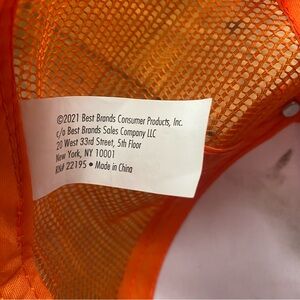 ©2021 Best Brands Consumer Products, Inc.
c/o Best Brands Sales Company LLC
20 West 33rd Street, 5th Floor
New York, NY 10001
RN# 22195 • Made in China